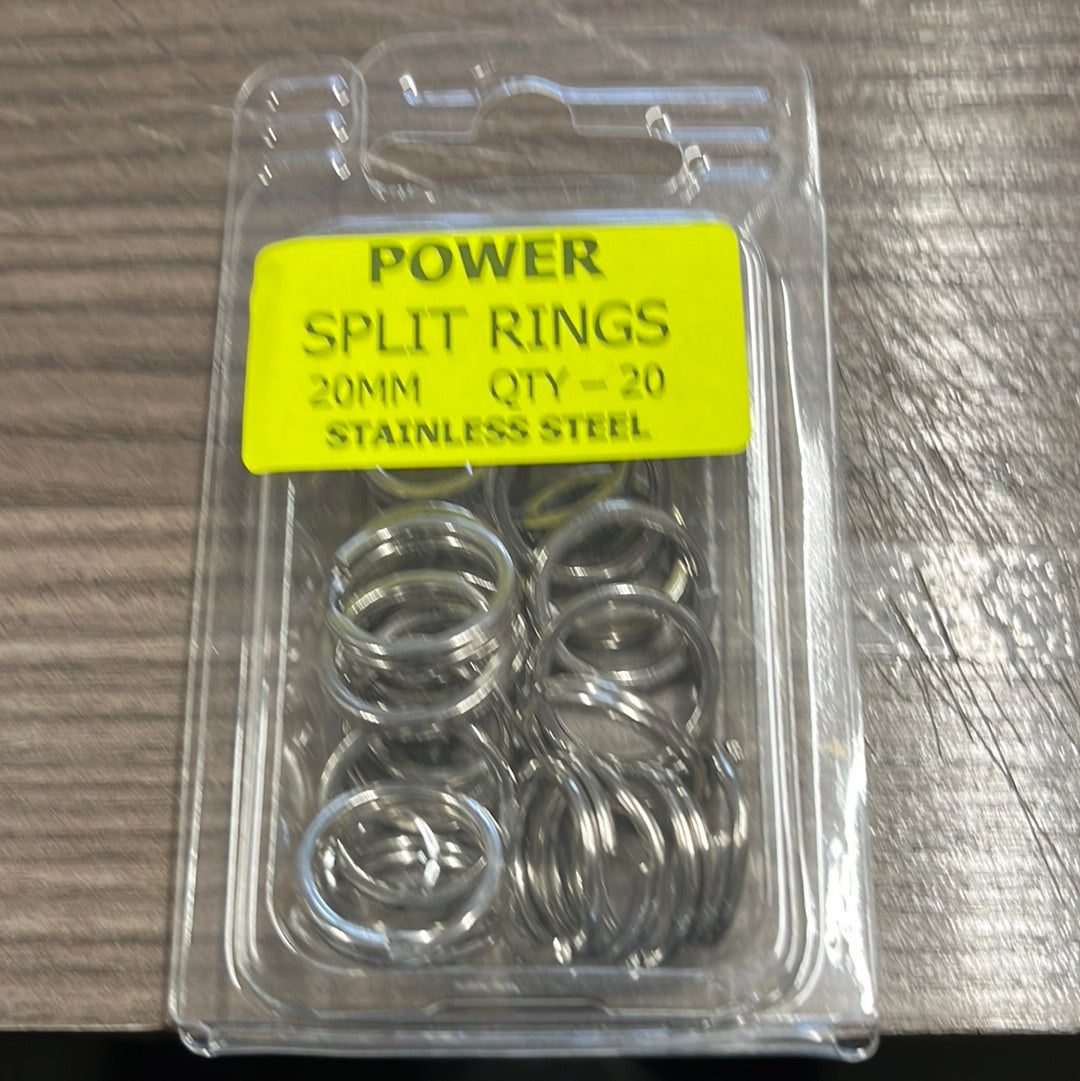 POWER
SPLIT RINGS
20MM QTY – 20
STAINLESS STEEL